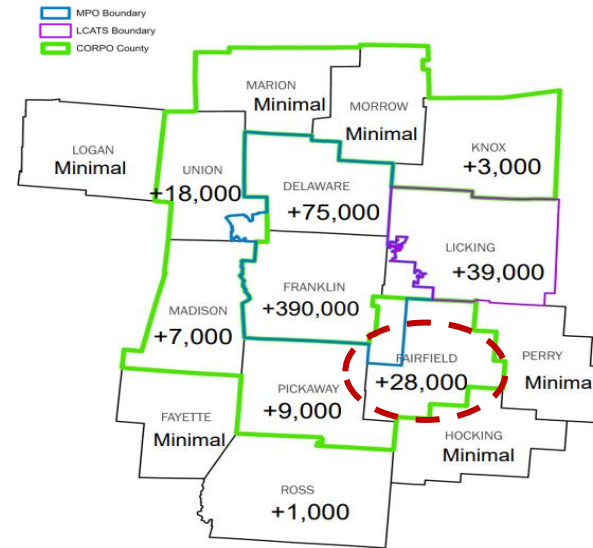 MPO Boundary
LCATS Boundary
CORPO County
MARION
Minimal
MORROW
Minimal
LOGAN
Minimal
UNION
+18,000
DELAWARE
+75,000
KNOX
+3,000
LICKING
+39,000
FRANKLIN
+390,000
MADISON
+7,000
FAIRFIELD
+28,000
PERRY
Minima
PICKAWAY
+9,000
FAYETTE
Minimal
HOCKING
Minimal
ROSS
+1,000